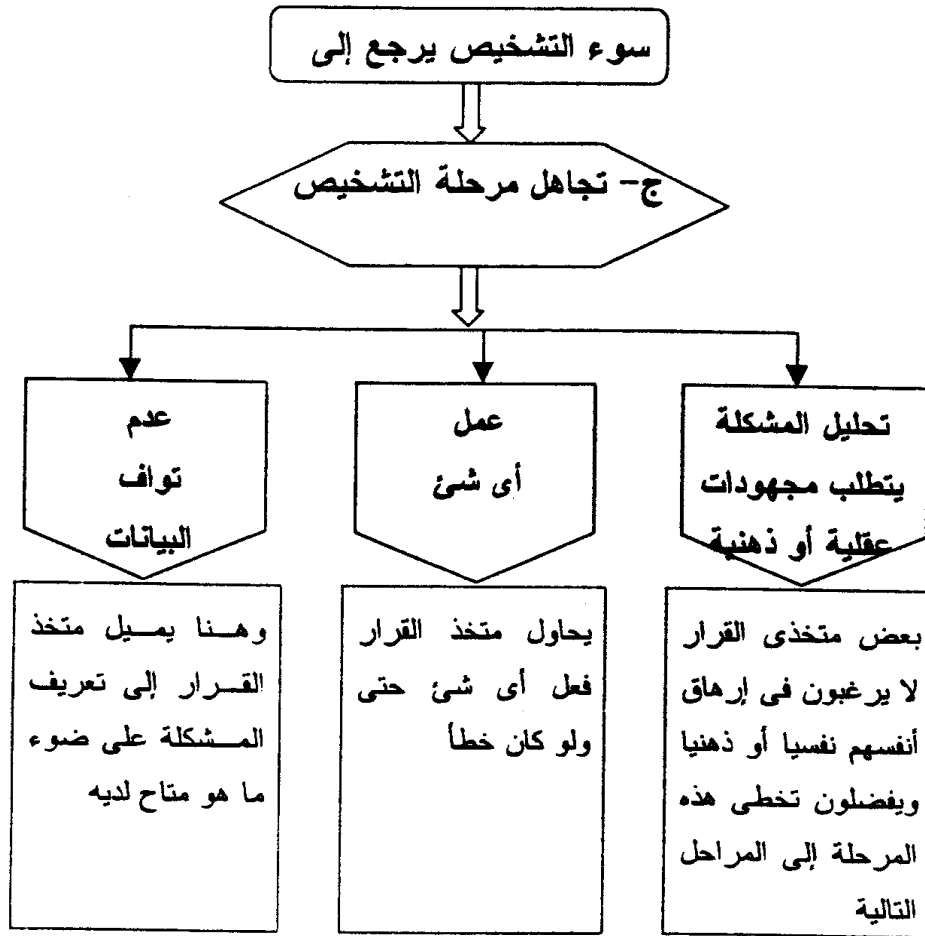 سوء التشخيص يرجع إلى
ج- تجاهل مرحلة التشخيص
تحليل المشكلة
يتطلب مجهودات
عقلية أو ذهنية
بعض متخذى القرار
لا يرغبون فى إرهاق
أنفسهم نفسيا أو ذهنيا
ويفضلون تخطى هذه
المرحلة إلى المراحل
التالية
عمل
أى شئ
يحاول متخذ القرار
فعل أى شئ حتى
ولو كان خطأ
عدم
تواف
البيانات
وهنا يميل متخذ
القرار إلى تعريف
المشكلة على ضوء
ما هو متاح لديه